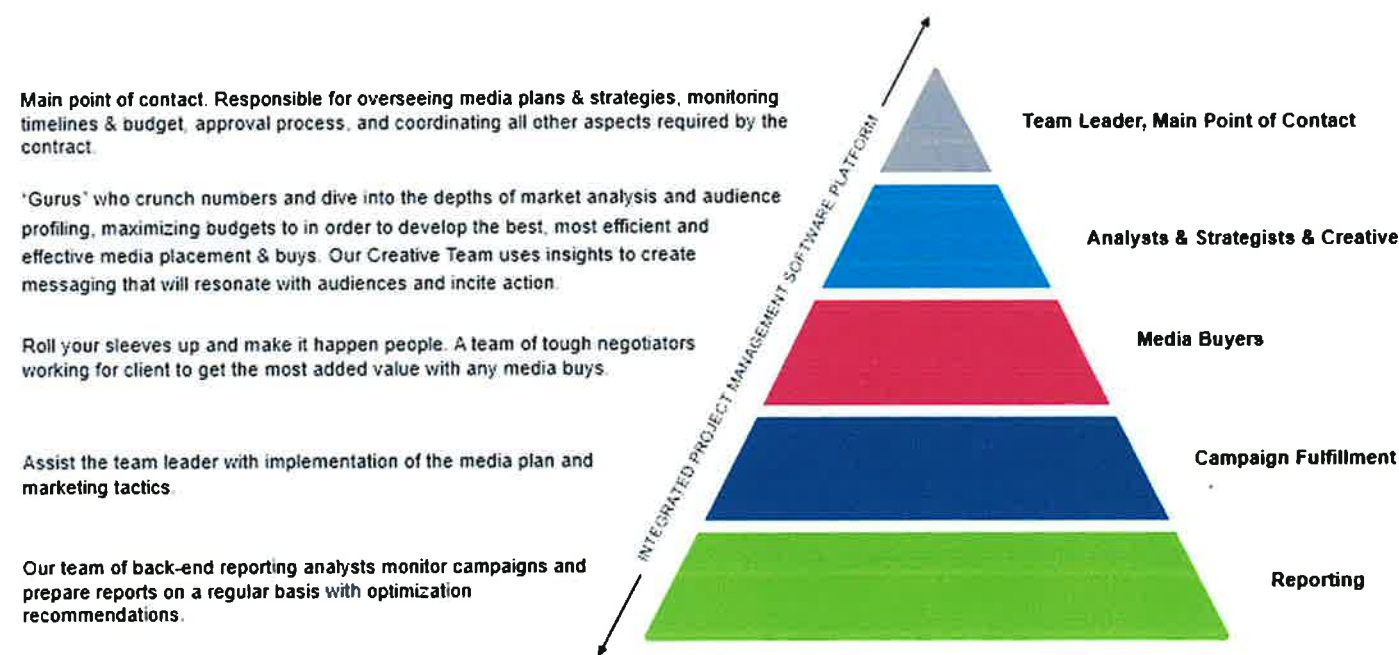 Main point of contact. Responsible for overseeing media plans & strategies, monitoring
timelines & budget, approval process, and coordinating all other aspects required by the
contract.
Team Leader, Main Point of Contact
"Gurus" who crunch numbers and dive into the depths of market analysis and audience
profiling, maximizing budgets to in order to develop the best, most efficient and
effective media placement & buys. Our Creative Team uses insights to create
messaging that will resonate with audiences and incite action.
Analysts & Strategists & Creative
Roll your sleeves up and make it happen people. A team of tough negotiators
working for client to get the most added value with any media buys.
Media Buyers
Assist the team leader with implementation of the media plan and
marketing tactics.
Campaign Fulfillment
Our team of back-end reporting analysts monitor campaigns and
prepare reports on a regular basis with optimization
recommendations.
Reporting
INTEGRATED PROJECT MANAGEMENT SOFTWARE PLATFORM